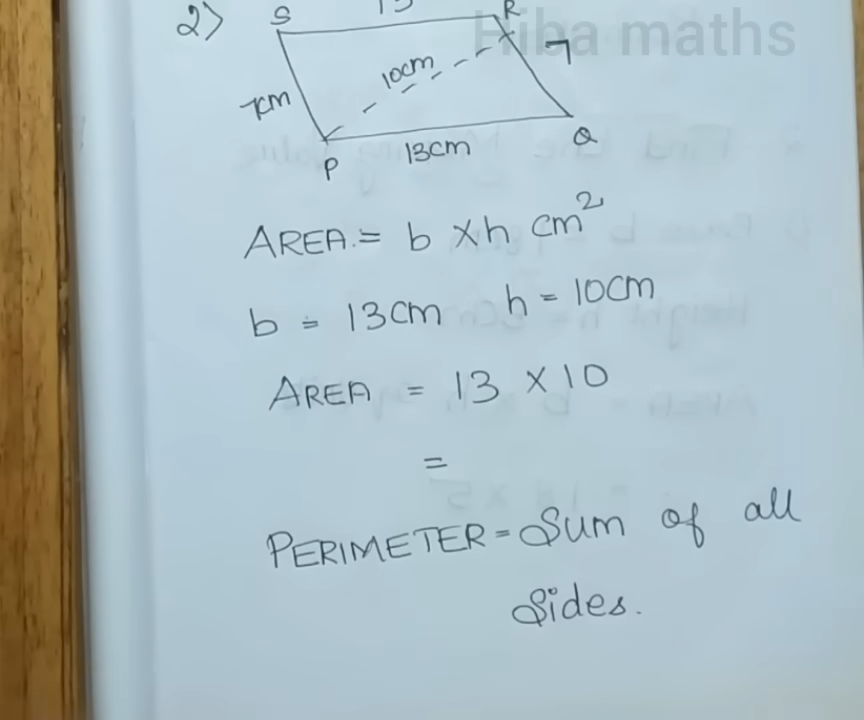 2)
S
R
Hiba maths
7
10cm
7cm
P
13cm
Q
AREA = b × h cm²
b = 13cm h = 10cm
AREA = 13 × 10
=
PERIMETER = Sum of all
Sides.